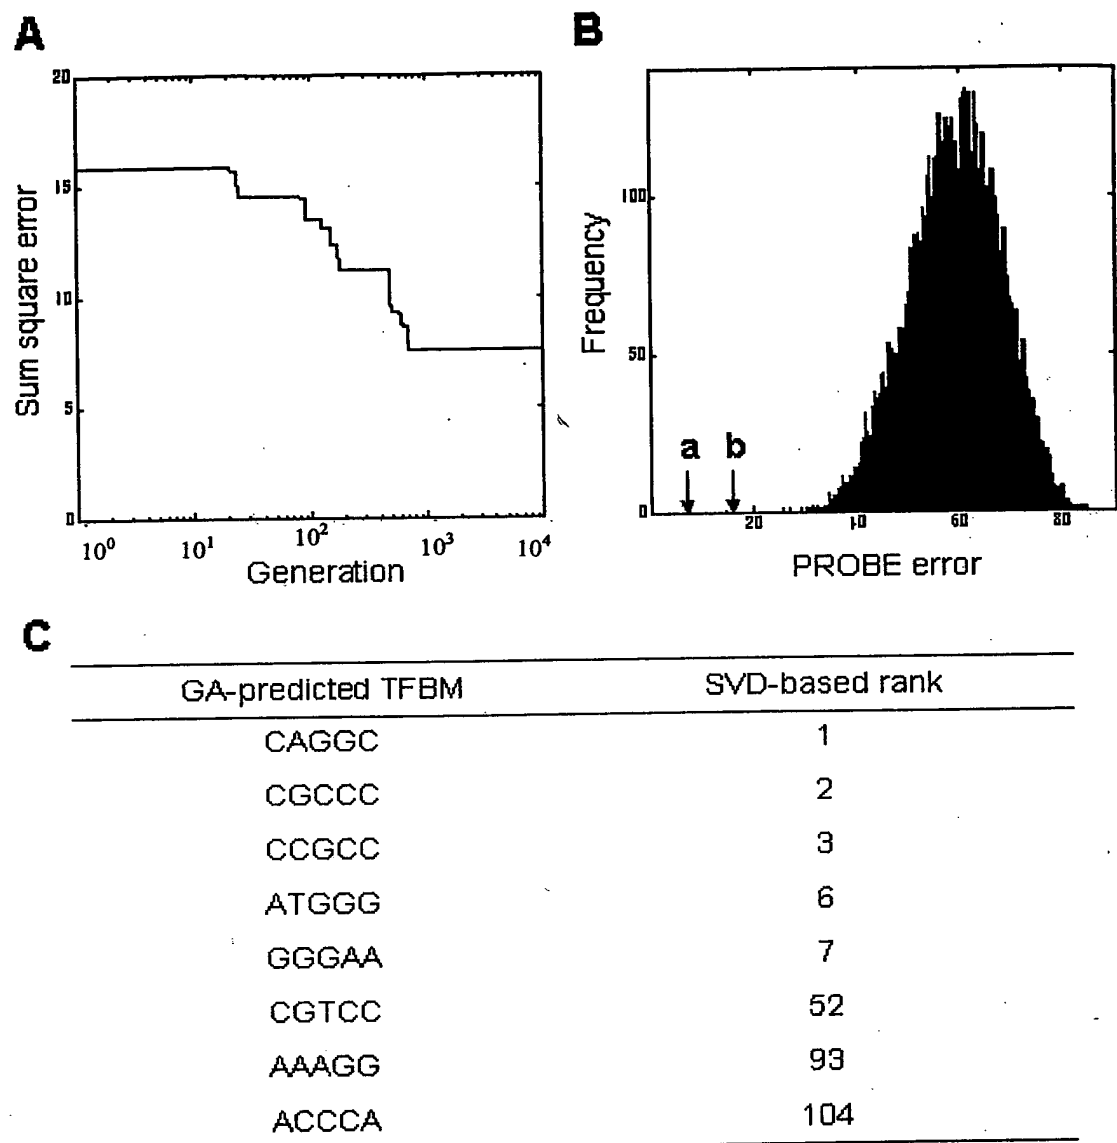 A
20
15
10
5
0
Sum square error
10^0 10^1 10^2 10^3 10^4
Generation
B
100
50
0
Frequency
a b
20 40 60 80
PROBE error
C
GA-predicted TFBM SVD-based rank
CAGGC 1
CGCCC 2
CCGCC 3
ATGGG 6
GGGAA 7
CGTCC 52
AAAGG 93
ACCCA 104